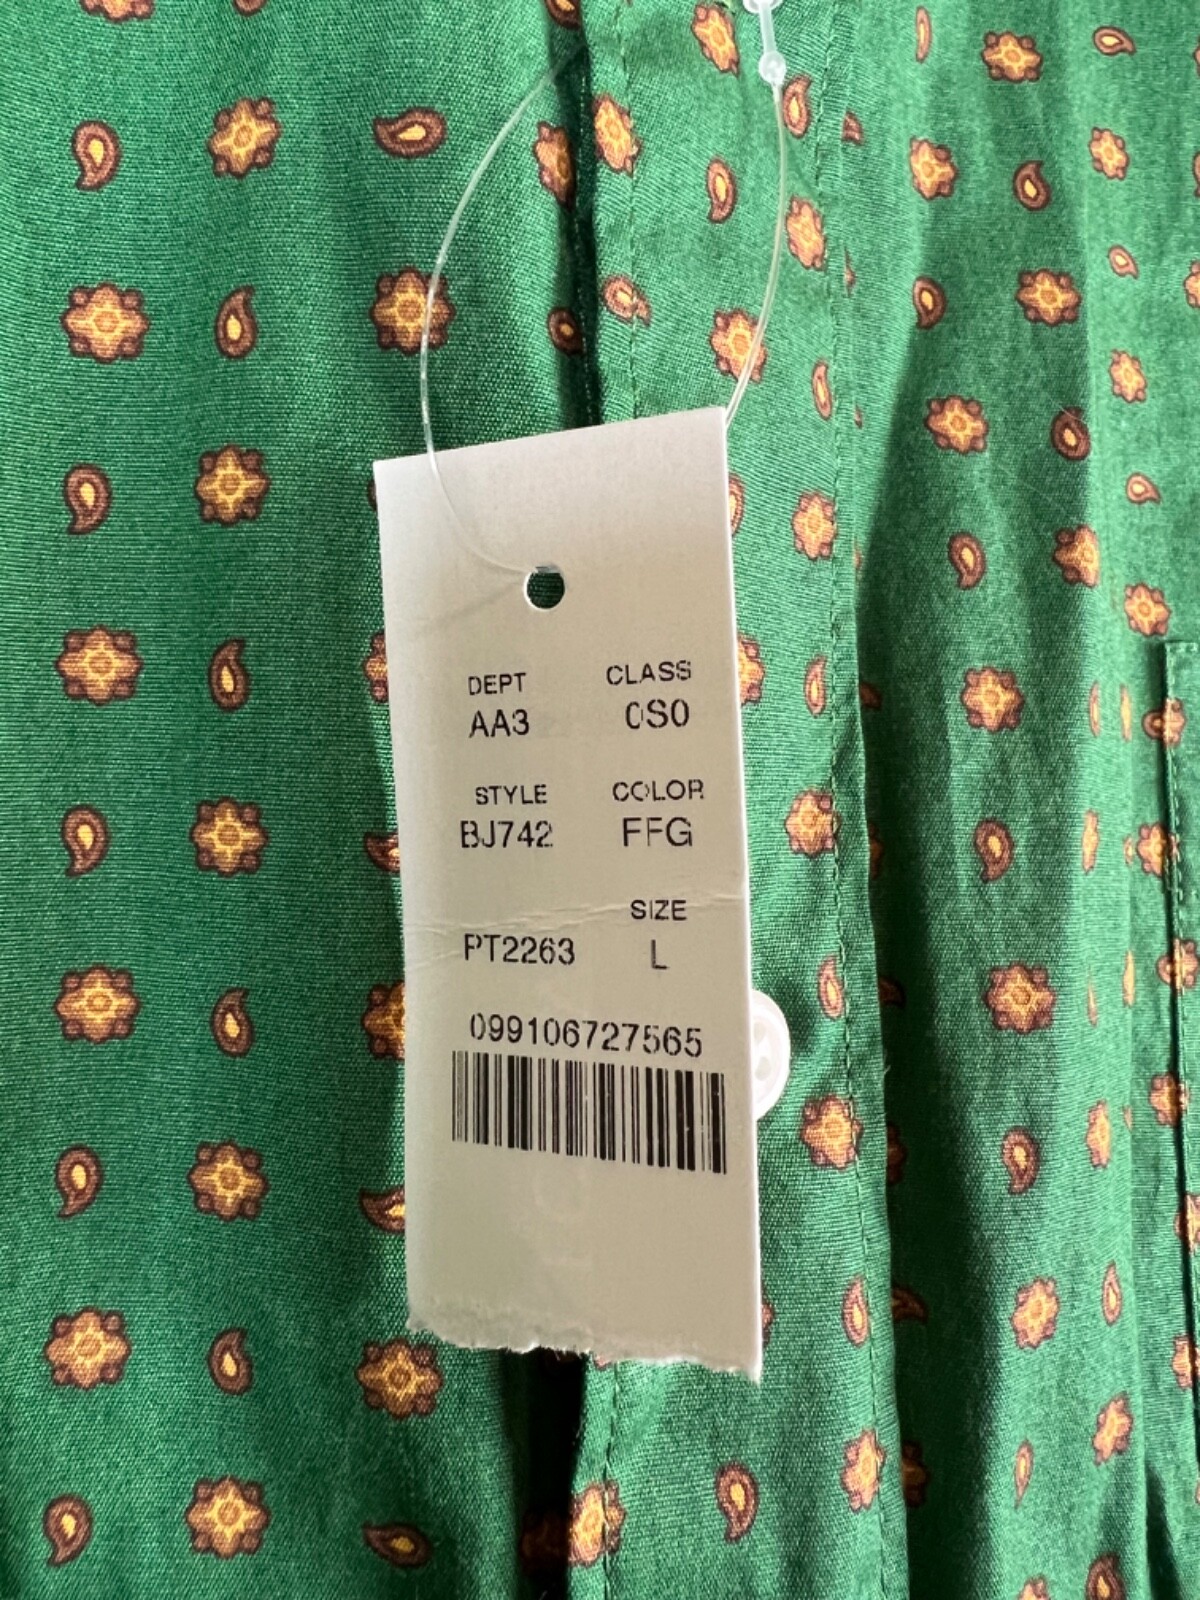 DEPT CLASS
AA3 0S0
STYLE COLOR
BJ742 FFG
SIZE
PT2263 L
099106727565